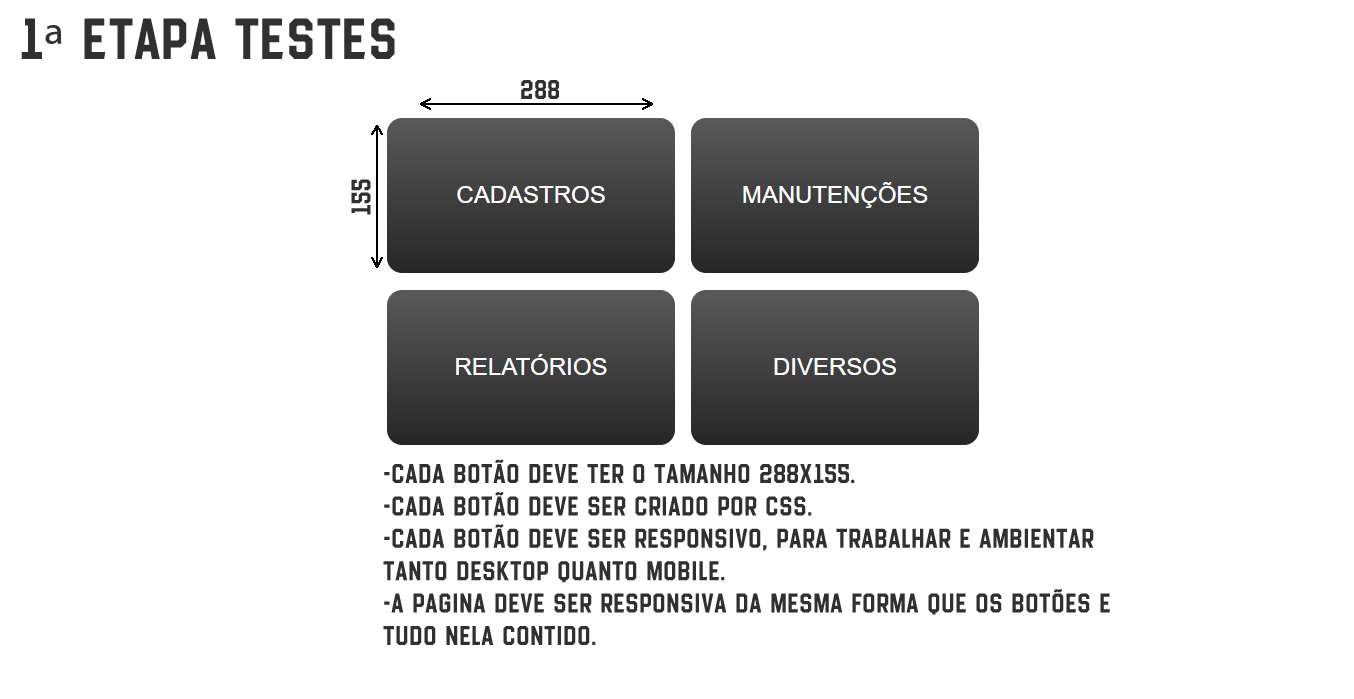 1ª ETAPA TESTES
288
155
CADASTROS
MANUTENÇÕES
RELATÓRIOS
DIVERSOS
-CADA BOTÃO DEVE TER O TAMANHO 288X155.
-CADA BOTÃO DEVE SER CRIADO POR CSS.
-CADA BOTÃO DEVE SER RESPONSIVO, PARA TRABALHAR E AMBIENTAR
TANTO DESKTOP QUANTO MOBILE.
-A PAGINA DEVE SER RESPONSIVA DA MESMA FORMA QUE OS BOTÕES E
TUDO NELA CONTIDO.